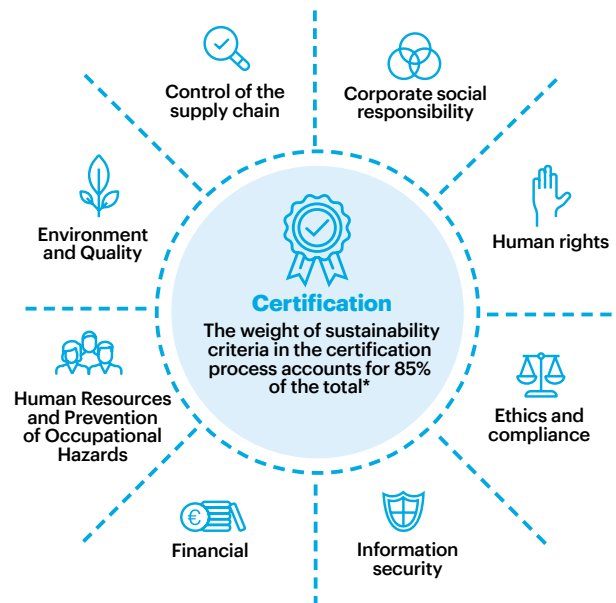 Control of the
supply chain
Corporate social
responsibility
Environment
and Quality
Human rights
Certification
The weight of sustainability
criteria in the certification
process accounts for 85%
of the total*
Human Resources
and Prevention
of Occupational
Hazards
Ethics and
compliance
€
Financial
Information
security